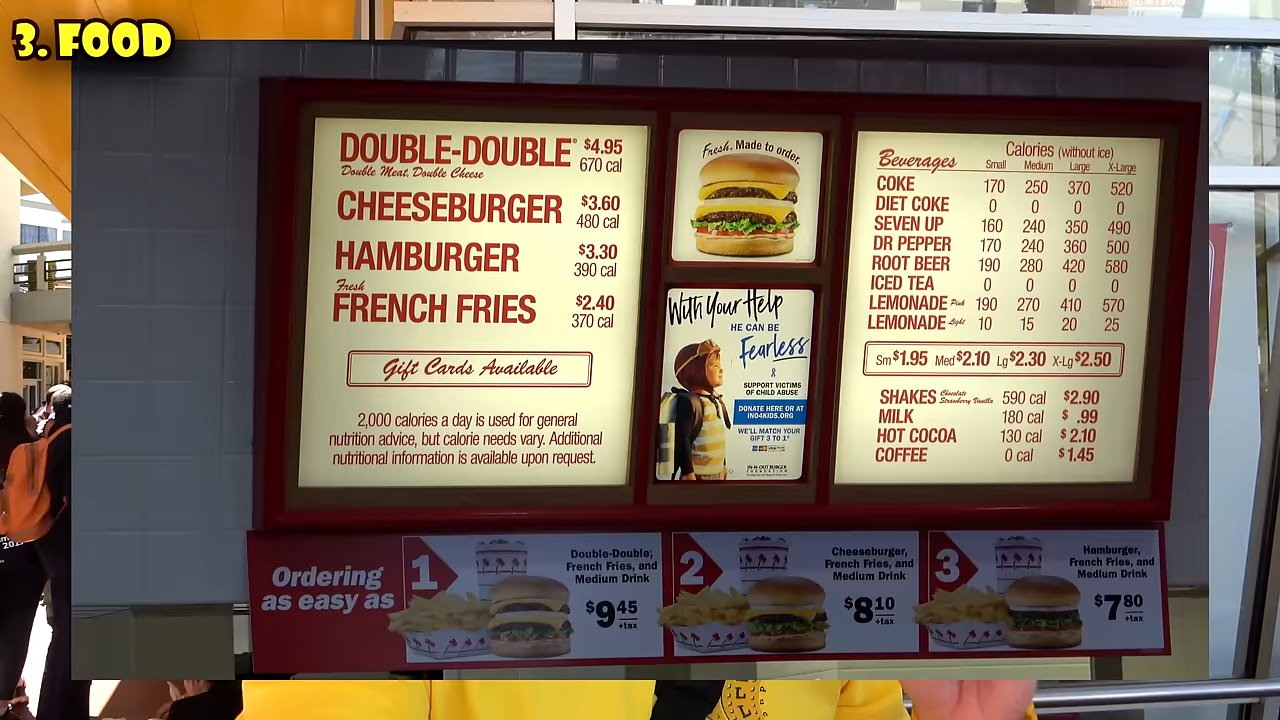 3. FOOD
DOUBLE-DOUBLE® $4.95
Double Meat, Double Cheese 670 cal
CHEESEBURGER $3.60
480 cal
HAMBURGER $3.30
390 cal
Fresh
FRENCH FRIES $2.40
370 cal
Gift Cards Available
2,000 calories a day is used for general
nutrition advice, but calorie needs vary. Additional
nutritional information is available upon request.
Fresh. Made to order.
With Your Help
HE CAN BE
Fearless
SUPPORT VICTIMS
OF CHILD ABUSE
DONATE HERE OR AT
INO4KIDS.ORG
WE'LL MATCH YOUR
GIFT 3 TO 1*
IN-N-OUT BURGER
FOUNDATION
Calories (without ice)
Beverages Small Medium Large X-Large
COKE 170 250 370 520
DIET COKE 0 0 0 0
SEVEN UP 160 240 350 490
DR PEPPER 170 240 360 500
ROOT BEER 190 280 420 580
ICED TEA 0 0 0 0
LEMONADE Pink 190 270 410 570
LEMONADE Light 10 15 20 25
Sm $1.95 Med $2.10 Lg $2.30 X-Lg $2.50
SHAKES Chocolate Strawberry Vanilla 590 cal $2.90
MILK 180 cal $ .99
HOT COCOA 130 cal $2.10
COFFEE 0 cal $1.45
Ordering
as easy as
1
Double-Double,
French Fries, and
Medium Drink
$9 45
+tax
2
Cheeseburger,
French Fries, and
Medium Drink
$8 10
+tax
3
Hamburger,
French Fries, and
Medium Drink
$7 80
+tax